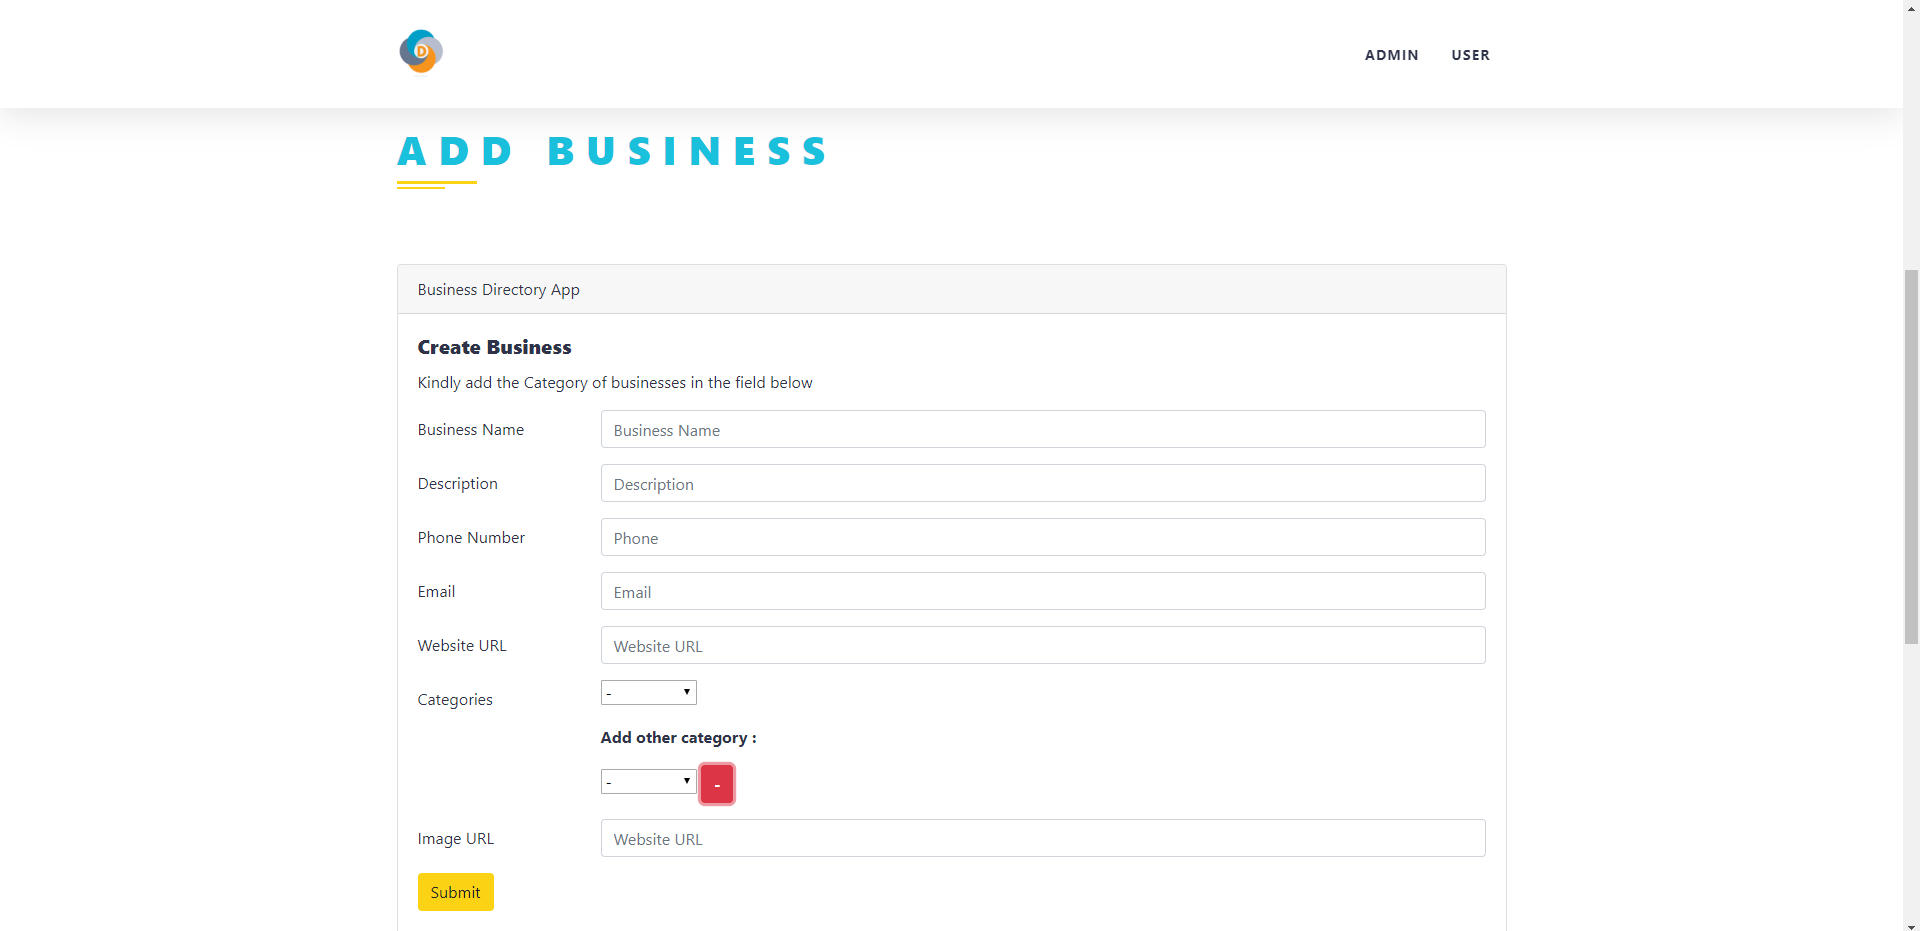 D
ADMIN USER
ADD BUSINESS
Business Directory App
Create Business
Kindly add the Category of businesses in the field below
Business Name Business Name
Description Description
Phone Number Phone
Email Email
Website URL Website URL
Categories -
Add other category :
- -
Image URL Website URL
Submit